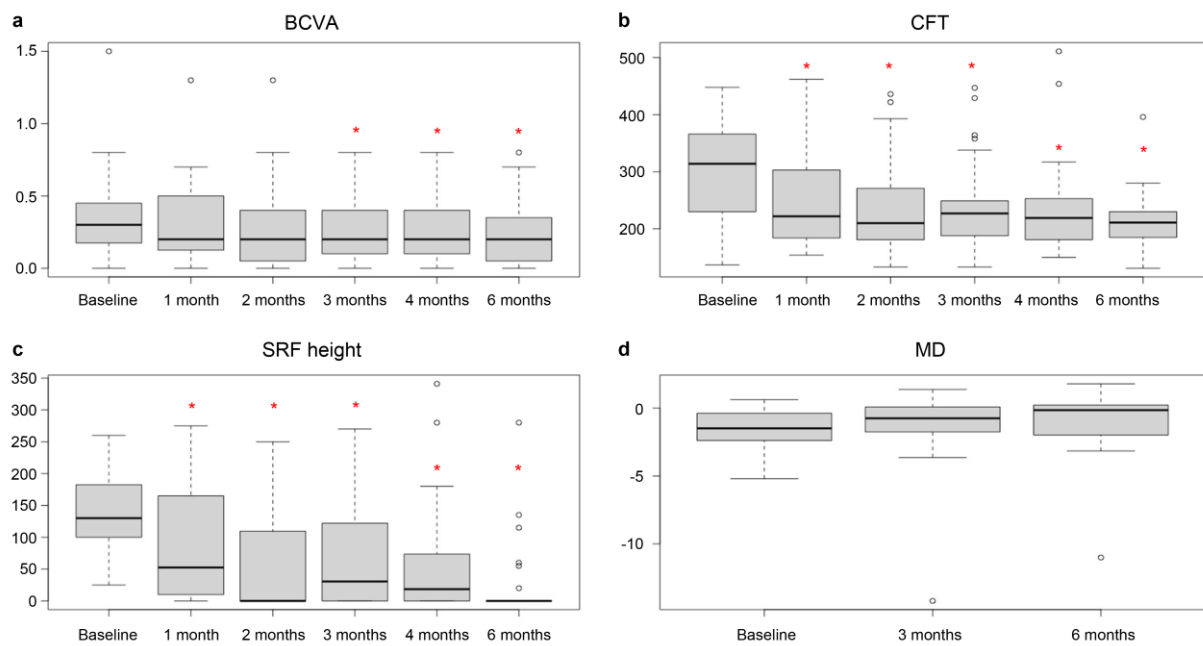 a
BCVA
1.5
1.0
0.5
0.0
Baseline 1 month 2 months 3 months 4 months 6 months
* * *
b
CFT
500
400
300
200
Baseline 1 month 2 months 3 months 4 months 6 months
* * * * *
c
SRF height
350
300
250
200
150
100
50
0
Baseline 1 month 2 months 3 months 4 months 6 months
* * * * *
d
MD
0
-5
-10
Baseline 3 months 6 months